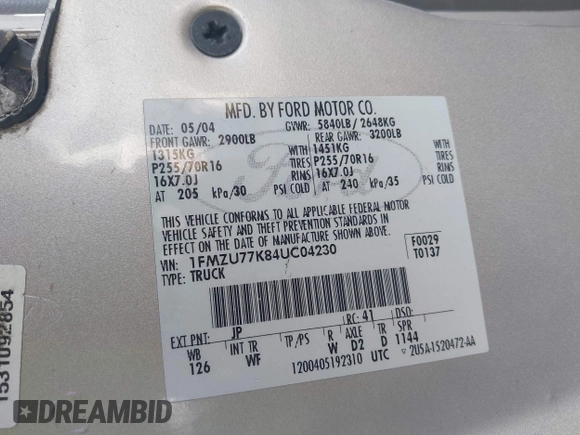 MFD. BY FORD MOTOR CO.
DATE: 05/04 GVWR: 5840LB/ 2648KG
FRONT GAWR: 2900LB REAR GAWR: 3200LB
1315KG WITH 1451KG WITH
P255/70R16 TIRES P255/70R16 TIRES
16X7.0J RIMS 16X7.0J RIMS
AT 205 kPa/30 PSI COLD AT 240 kPa/35 PSI COLD
Ford
THIS VEHICLE CONFORMS TO ALL APPLICABLE FEDERAL MOTOR
VEHICLE SAFETY AND THEFT PREVENTION STANDARDS IN
EFFECT ON THE DATE OF MANUFACTURE SHOWN ABOVE.
VIN: 1FMZU77K84UC04230 F0029
TYPE: TRUCK T0137
EXT PNT: JP RC: 41 DSO:
WB INT TR TP/PS R AXLE TR SPR
126 WF W D2 D 1144
1200405192310 UTC 2U5A-1520472-AA
1531092854
DREAMBID